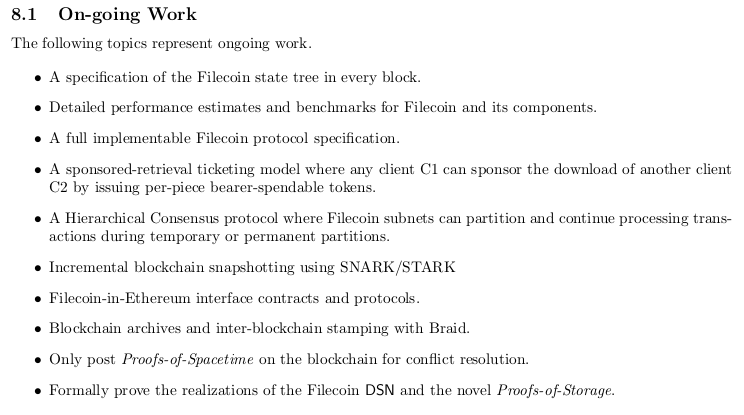 8.1 On-going Work
The following topics represent ongoing work.
• A specification of the Filecoin state tree in every block.
• Detailed performance estimates and benchmarks for Filecoin and its components.
• A full implementable Filecoin protocol specification.
• A sponsored-retrieval ticketing model where any client C1 can sponsor the download of another client
C2 by issuing per-piece bearer-spendable tokens.
• A Hierarchical Consensus protocol where Filecoin subnets can partition and continue processing trans-
actions during temporary or permanent partitions.
• Incremental blockchain snapshotting using SNARK/STARK
• Filecoin-in-Ethereum interface contracts and protocols.
• Blockchain archives and inter-blockchain stamping with Braid.
• Only post Proofs-of-Spacetime on the blockchain for conflict resolution.
• Formally prove the realizations of the Filecoin DSN and the novel Proofs-of-Storage.